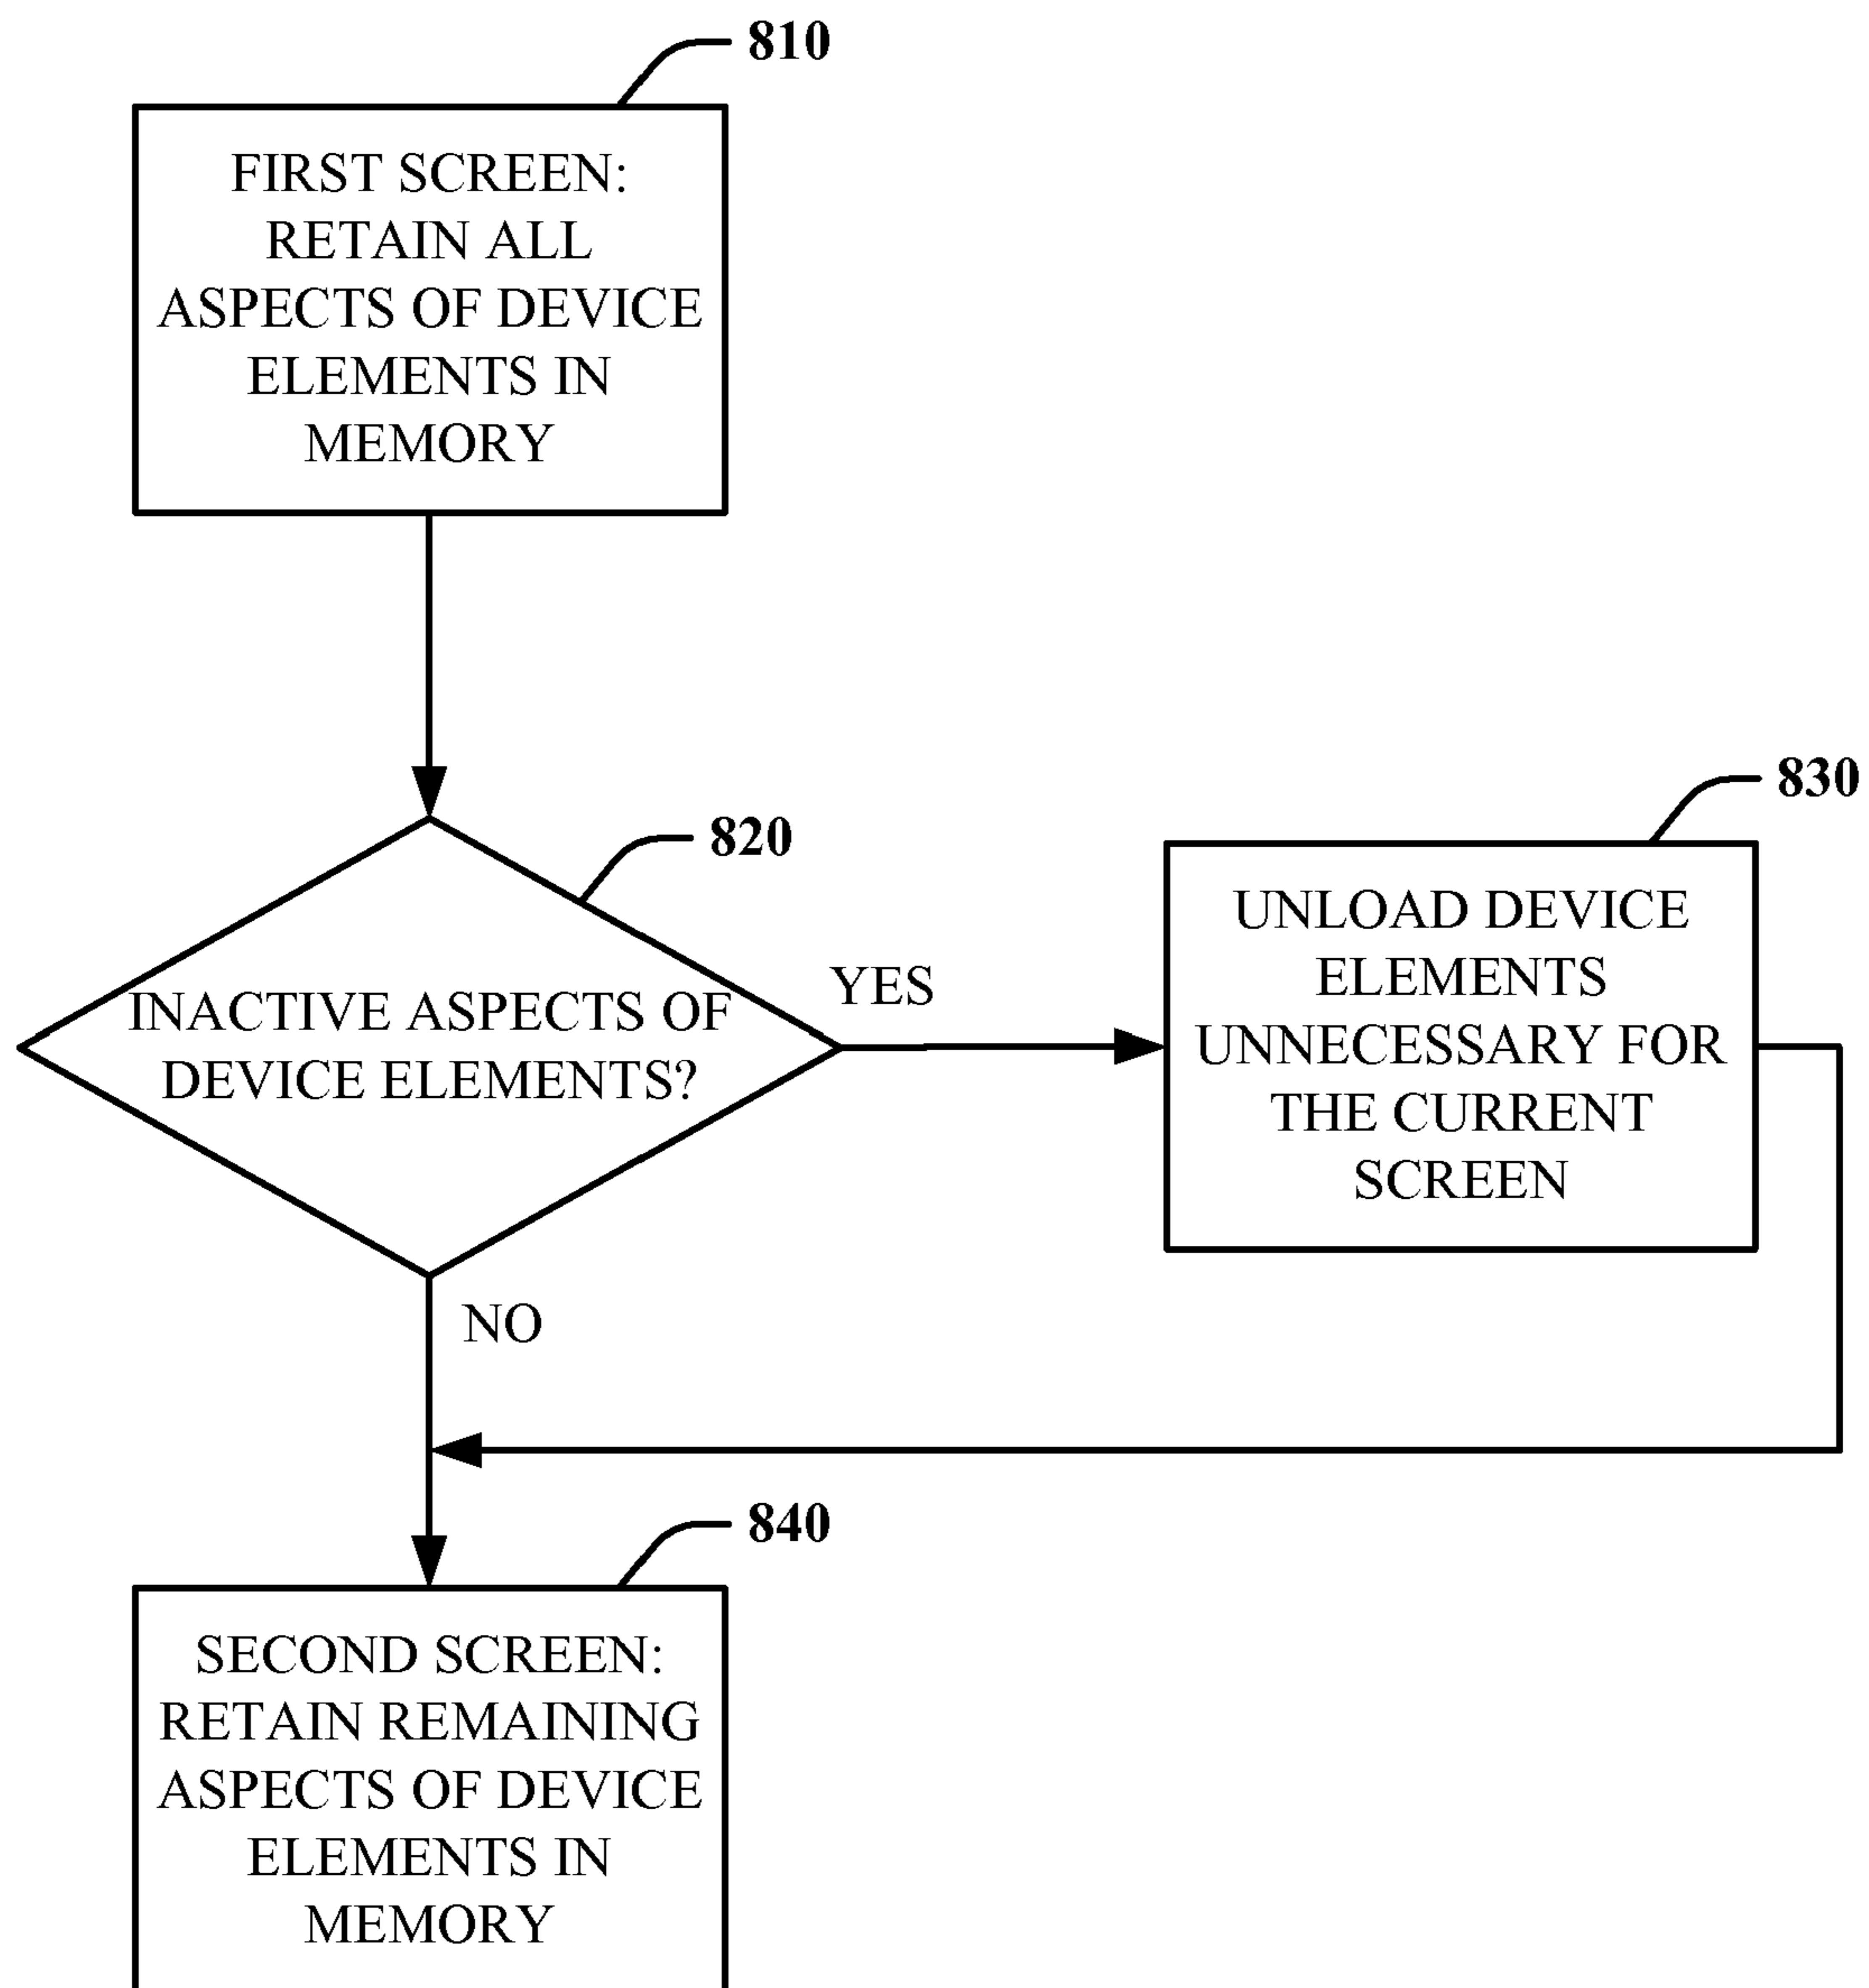 810
FIRST SCREEN:
RETAIN ALL
ASPECTS OF DEVICE
ELEMENTS IN
MEMORY
820
INACTIVE ASPECTS OF
DEVICE ELEMENTS?
YES
830
UNLOAD DEVICE
ELEMENTS
UNNECESSARY FOR
THE CURRENT
SCREEN
NO
840
SECOND SCREEN:
RETAIN REMAINING
ASPECTS OF DEVICE
ELEMENTS IN
MEMORY